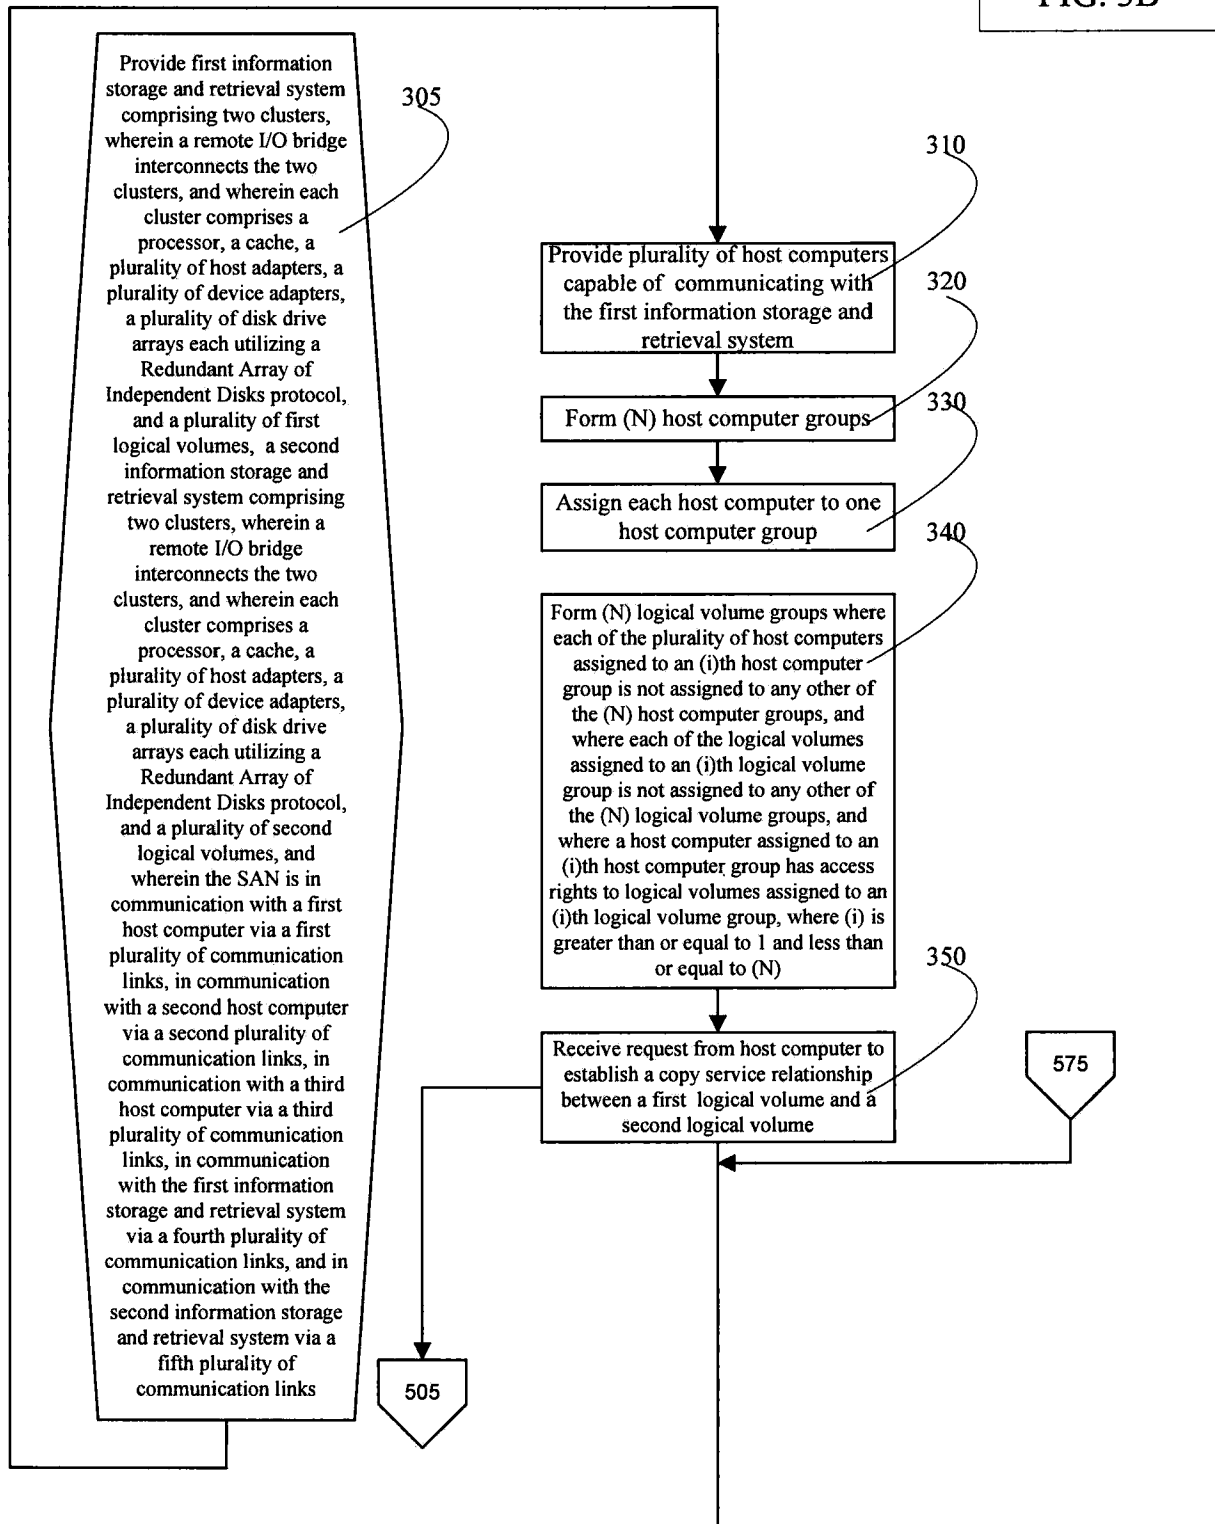 FIG. 3B
Provide first information
storage and retrieval system
comprising two clusters,
wherein a remote I/O bridge
interconnects the two
clusters, and wherein each
cluster comprises a
processor, a cache, a
plurality of host adapters, a
plurality of device adapters,
a plurality of disk drive
arrays each utilizing a
Redundant Array of
Independent Disks protocol,
and a plurality of first
logical volumes, a second
information storage and
retrieval system comprising
two clusters, wherein a
remote I/O bridge
interconnects the two
clusters, and wherein each
cluster comprises a
processor, a cache, a
plurality of host adapters, a
plurality of device adapters,
a plurality of disk drive
arrays each utilizing a
Redundant Array of
Independent Disks protocol,
and a plurality of second
logical volumes, and
wherein the SAN is in
communication with a first
host computer via a first
plurality of communication
links, in communication
with a second host computer
via a second plurality of
communication links, in
communication with a third
host computer via a third
plurality of communication
links, in communication
with the first information
storage and retrieval system
via a fourth plurality of
communication links, and in
communication with the
second information storage
and retrieval system via a
fifth plurality of
communication links
305
310
Provide plurality of host computers
capable of communicating with
the first information storage and
retrieval system
320
Form (N) host computer groups
330
Assign each host computer to one
host computer group
340
Form (N) logical volume groups where
each of the plurality of host computers
assigned to an (i)th host computer
group is not assigned to any other of
the (N) host computer groups, and
where each of the logical volumes
assigned to an (i)th logical volume
group is not assigned to any other of
the (N) logical volume groups, and
where a host computer assigned to an
(i)th host computer group has access
rights to logical volumes assigned to an
(i)th logical volume group, where (i) is
greater than or equal to 1 and less than
or equal to (N)
350
Receive request from host computer to
establish a copy service relationship
between a first logical volume and a
second logical volume
575
505